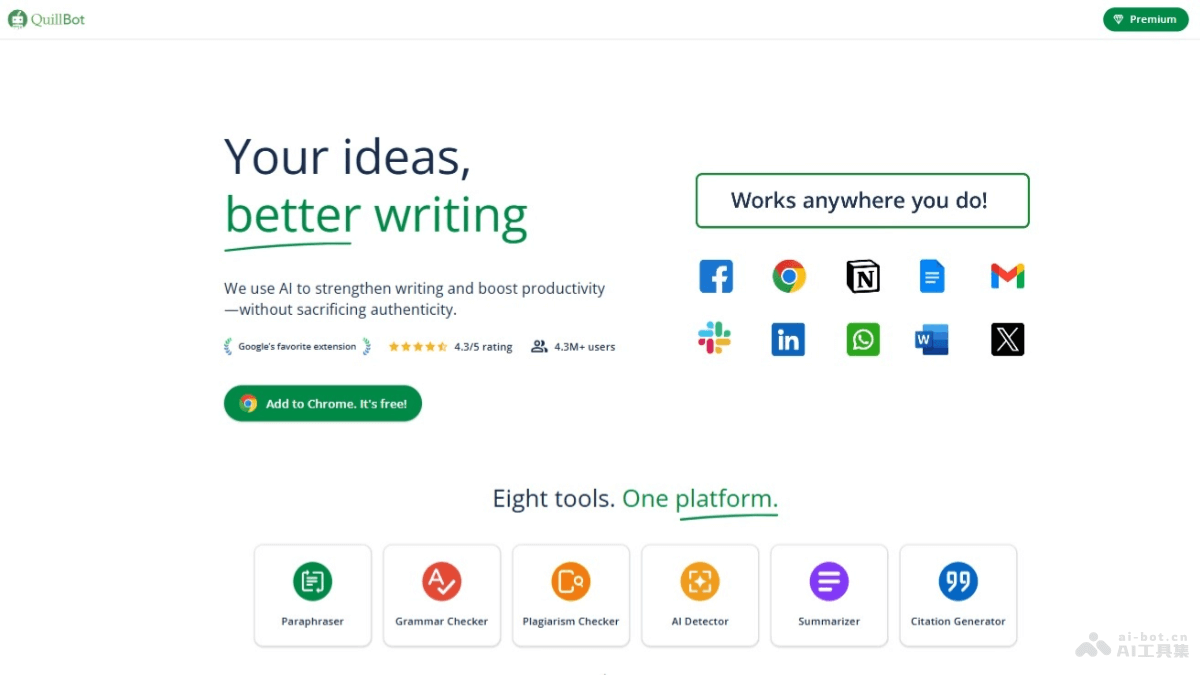 QuillBot
Premium
Your ideas,
better writing
We use AI to strengthen writing and boost productivity
—without sacrificing authenticity.
Google's favorite extension
4.3/5 rating
4.3M+ users
Add to Chrome. It's free!
Works anywhere you do!
Eight tools. One platform.
Paraphraser
Grammar Checker
Plagiarism Checker
AI Detector
Summarizer
Citation Generator
ai-bot.cn
AI工具集